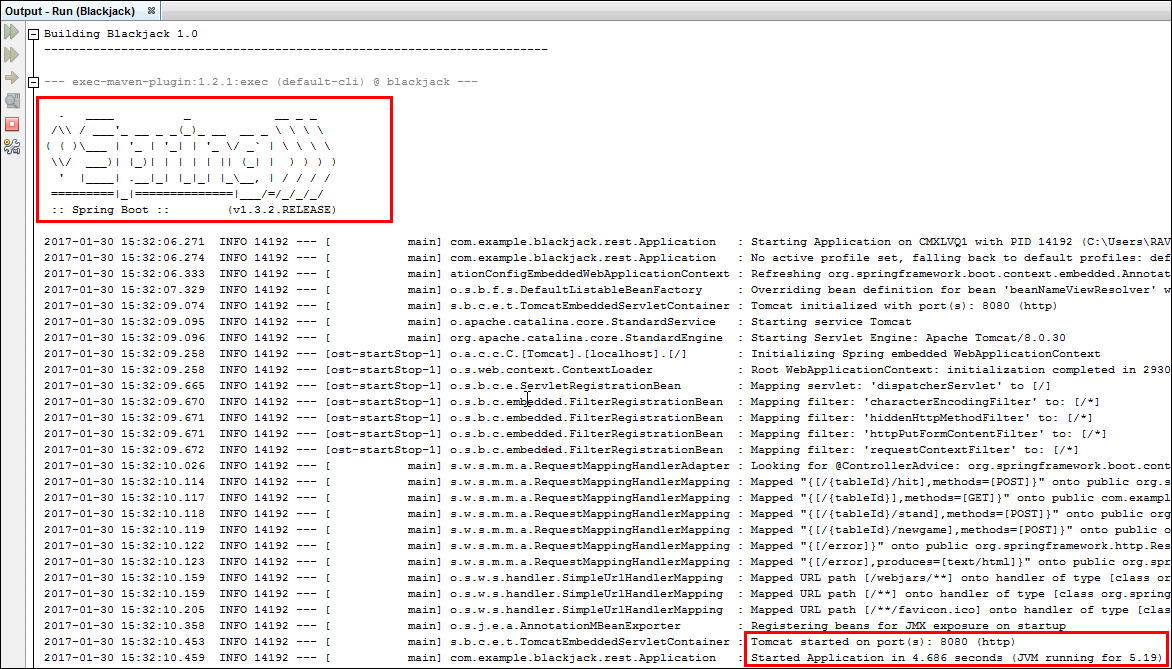 Output - Run (Blackjack)
Building Blackjack 1.0
------------------------------------------------------------------------
--- exec-maven-plugin:1.2.1:exec (default-cli) @ blackjack ---
  .   ____          _            __ _ _
 /\\ / ___'_ __ _ _(_)_ __  __ _ \ \ \ \
( ( )\___ | '_ | '_| | '_ \/ _` | \ \ \ \
 \\/  ___)| |_)| | | | | || (_| |  ) ) ) )
  '  |____| .__|_| |_|_| |_\__, | / / / /
 =========|_|==============|___/=/_/_/_/
 :: Spring Boot ::        (v1.3.2.RELEASE)
2017-01-30 15:32:06.271  INFO 14192 --- [           main] com.example.blackjack.rest.Application   : Starting Application on CMXLVQ1 with PID 14192 (C:\Users\RAV
2017-01-30 15:32:06.274  INFO 14192 --- [           main] com.example.blackjack.rest.Application   : No active profile set, falling back to default profiles: def
2017-01-30 15:32:06.333  INFO 14192 --- [           main] ationConfigEmbeddedWebApplicationContext : Refreshing org.springframework.boot.context.embedded.Annotat
2017-01-30 15:32:07.329  INFO 14192 --- [           main] o.s.b.f.s.DefaultListableBeanFactory     : Overriding bean definition for bean 'beanNameViewResolver' w
2017-01-30 15:32:09.074  INFO 14192 --- [           main] s.b.c.e.t.TomcatEmbeddedServletContainer : Tomcat initialized with port(s): 8080 (http)
2017-01-30 15:32:09.095  INFO 14192 --- [           main] o.apache.catalina.core.StandardService   : Starting service Tomcat
2017-01-30 15:32:09.096  INFO 14192 --- [           main] org.apache.catalina.core.StandardEngine  : Starting Servlet Engine: Apache Tomcat/8.0.30
2017-01-30 15:32:09.258  INFO 14192 --- [ost-startStop-1] o.a.c.c.C.[Tomcat].[localhost].[/]       : Initializing Spring embedded WebApplicationContext
2017-01-30 15:32:09.258  INFO 14192 --- [ost-startStop-1] o.s.web.context.ContextLoader            : Root WebApplicationContext: initialization completed in 2930
2017-01-30 15:32:09.665  INFO 14192 --- [ost-startStop-1] o.s.b.c.e.ServletRegistrationBean        : Mapping servlet: 'dispatcherServlet' to [/]
2017-01-30 15:32:09.670  INFO 14192 --- [ost-startStop-1] o.s.b.c.embedded.FilterRegistrationBean  : Mapping filter: 'characterEncodingFilter' to: [/*]
2017-01-30 15:32:09.671  INFO 14192 --- [ost-startStop-1] o.s.b.c.embedded.FilterRegistrationBean  : Mapping filter: 'hiddenHttpMethodFilter' to: [/*]
2017-01-30 15:32:09.671  INFO 14192 --- [ost-startStop-1] o.s.b.c.embedded.FilterRegistrationBean  : Mapping filter: 'httpPutFormContentFilter' to: [/*]
2017-01-30 15:32:09.672  INFO 14192 --- [ost-startStop-1] o.s.b.c.embedded.FilterRegistrationBean  : Mapping filter: 'requestContextFilter' to: [/*]
2017-01-30 15:32:10.026  INFO 14192 --- [           main] s.w.s.m.m.a.RequestMappingHandlerAdapter : Looking for @ControllerAdvice: org.springframework.boot.cont
2017-01-30 15:32:10.114  INFO 14192 --- [           main] s.w.s.m.m.a.RequestMappingHandlerMapping : Mapped "{[/{tableId}/hit],methods=[POST]}" onto public org.s
2017-01-30 15:32:10.117  INFO 14192 --- [           main] s.w.s.m.m.a.RequestMappingHandlerMapping : Mapped "{[/{tableId}],methods=[GET]}" onto public com.exampl
2017-01-30 15:32:10.118  INFO 14192 --- [           main] s.w.s.m.m.a.RequestMappingHandlerMapping : Mapped "{[/{tableId}/stand],methods=[POST]}" onto public org
2017-01-30 15:32:10.119  INFO 14192 --- [           main] s.w.s.m.m.a.RequestMappingHandlerMapping : Mapped "{[/{tableId}/newgame],methods=[POST]}" onto public o
2017-01-30 15:32:10.122  INFO 14192 --- [           main] s.w.s.m.m.a.RequestMappingHandlerMapping : Mapped "{[/error]}" onto public org.springframework.http.Res
2017-01-30 15:32:10.123  INFO 14192 --- [           main] s.w.s.m.m.a.RequestMappingHandlerMapping : Mapped "{[/error],produces=[text/html]}" onto public org.spr
2017-01-30 15:32:10.159  INFO 14192 --- [           main] o.s.w.s.handler.SimpleUrlHandlerMapping  : Mapped URL path [/webjars/**] onto handler of type [class or
2017-01-30 15:32:10.159  INFO 14192 --- [           main] o.s.w.s.handler.SimpleUrlHandlerMapping  : Mapped URL path [/**] onto handler of type [class org.spring
2017-01-30 15:32:10.205  INFO 14192 --- [           main] o.s.w.s.handler.SimpleUrlHandlerMapping  : Mapped URL path [/**/favicon.ico] onto handler of type [clas
2017-01-30 15:32:10.358  INFO 14192 --- [           main] o.s.j.e.a.AnnotationMBeanExporter        : Registering beans for JMX exposure on startup
2017-01-30 15:32:10.453  INFO 14192 --- [           main] s.b.c.e.t.TomcatEmbeddedServletContainer : Tomcat started on port(s): 8080 (http)
2017-01-30 15:32:10.459  INFO 14192 --- [           main] com.example.blackjack.rest.Application   : Started Application in 4.686 seconds (JVM running for 5.19)